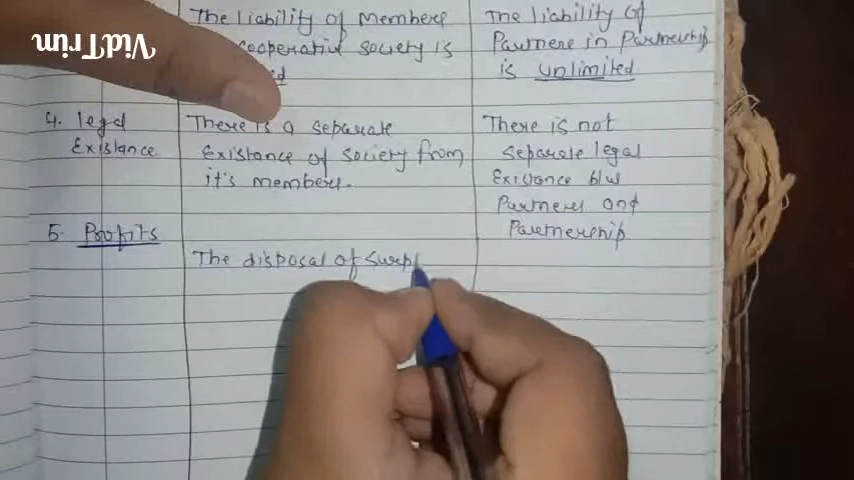 VidTrim
The liability of Members
cooperative society is
The liability of
Partners in Partnership
is unlimited
4. legal
Existance
There is a separate
Existance of society from
it's members.
There is not
separate legal
Existance b/w
Partners and
Partnership
5. Profits
The disposal of Surpl